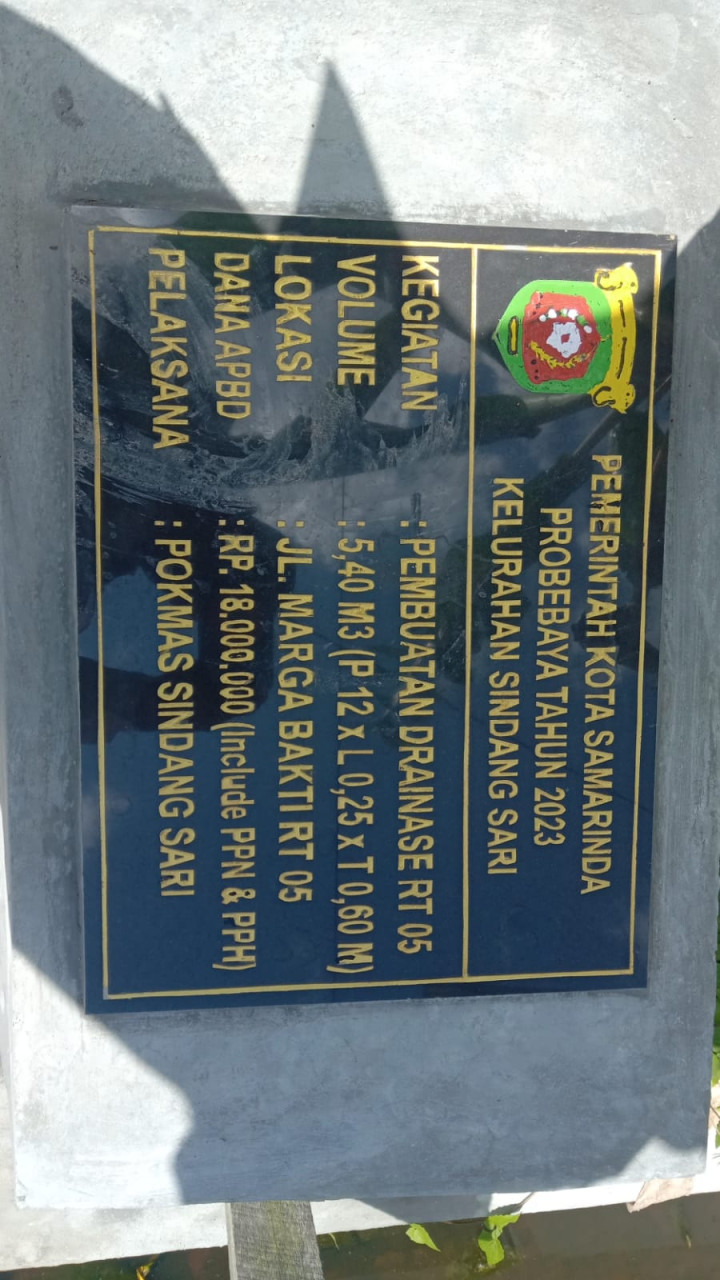 PEMERINTAH KOTA SAMARINDA
PROBEBAYA TAHUN 2023
KELURAHAN SINDANG SARI
KEGIATAN : PEMBUATAN DRAINASE RT 05
VOLUME : 5,40 M3 (P 12 X L 0,25 X T 0,60 M)
LOKASI : JL. MARGA BAKTI RT 05
DANA APBD : RP. 18.000.000 (Include PPN & PPH)
PELAKSANA : POKMAS SINDANG SARI